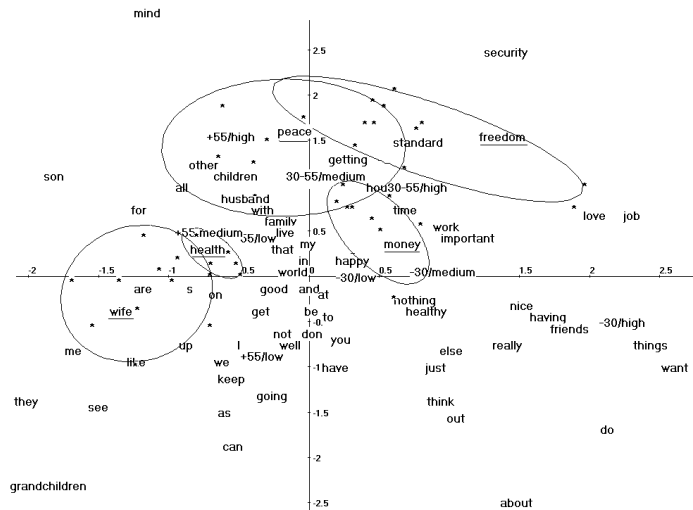 mind
security
2.5
2
peace
1.5
+55/high
standard
freedom
getting
other
son
children
30-55/medium
all
husband
hou30-55/high
for
with
time
love
job
family
+55/medium
55/low
live
0.5
work
money
important
health
that
my
in
happy
world
-30/low
-30/medium
-2
-1.5
-1
-0.5
0
0.5
1
1.5
2
2.5
are
s
on
good
and
at
nothing
wife
get
be
to
healthy
nice
having
-0.
friends
-30/high
not
don
you
me
up
I
well
else
really
things
like
we
+55/low
-1
have
just
want
keep
they
see
going
think
as
-1.5
out
do
can
-2
grandchildren
-2.5
about